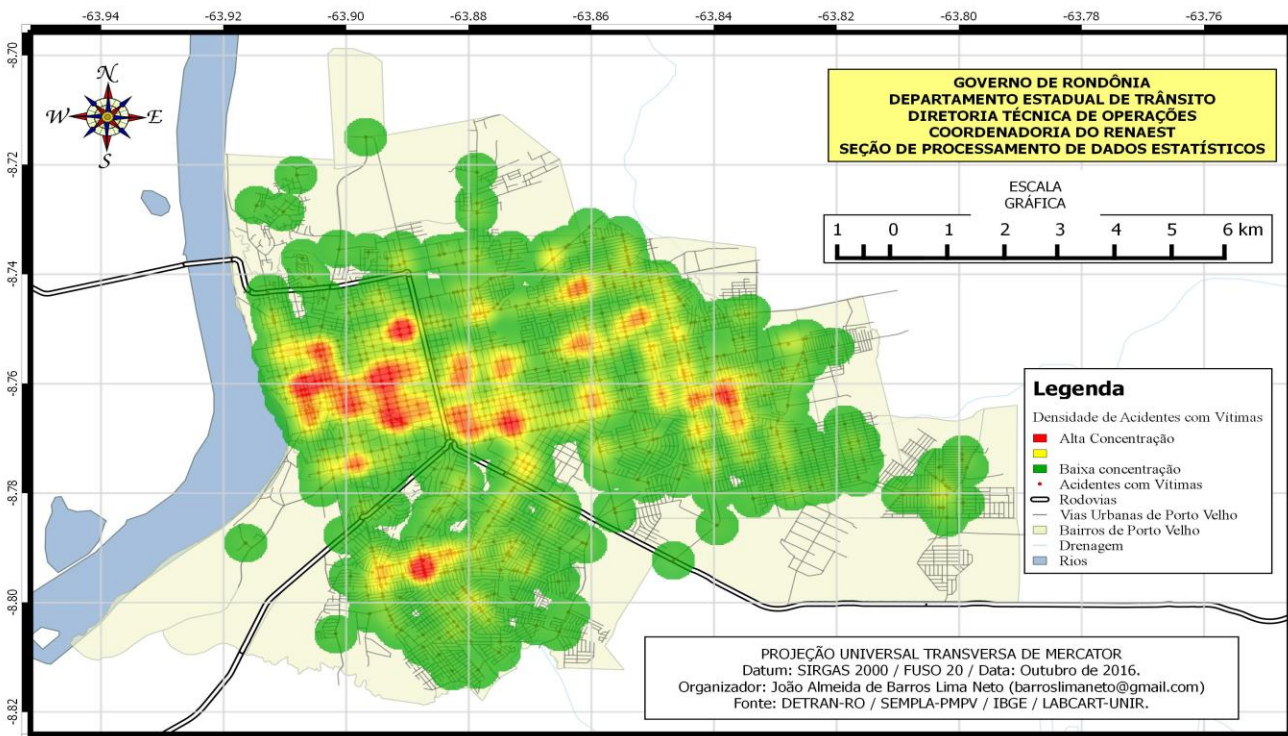 -63.94 -63.92 -63.90 -63.88 -63.86 -63.84 -63.82 -63.80 -63.78 -63.76
-8.70
-8.72
-8.74
-8.76
-8.78
-8.80
-8.82
N
W E
S
GOVERNO DE RONDÔNIA
DEPARTAMENTO ESTADUAL DE TRÂNSITO
DIRETORIA TÉCNICA DE OPERAÇÕES
COORDENADORIA DO RENAEST
SEÇÃO DE PROCESSAMENTO DE DADOS ESTATÍSTICOS
ESCALA
GRÁFICA
1 0 1 2 3 4 5 6 km
Legenda
Densidade de Acidentes com Vítimas
Alta Concentração
Baixa concentração
Acidentes com Vítimas
Rodovias
Vias Urbanas de Porto Velho
Bairros de Porto Velho
Drenagem
Rios
PROJEÇÃO UNIVERSAL TRANSVERSA DE MERCATOR
Datum: SIRGAS 2000 / FUSO 20 / Data: Outubro de 2016.
Organizador: João Almeida de Barros Lima Neto (barroslimaneto@gmail.com)
Fonte: DETRAN-RO / SEMPLA-PMPV / IBGE / LABCART-UNIR.